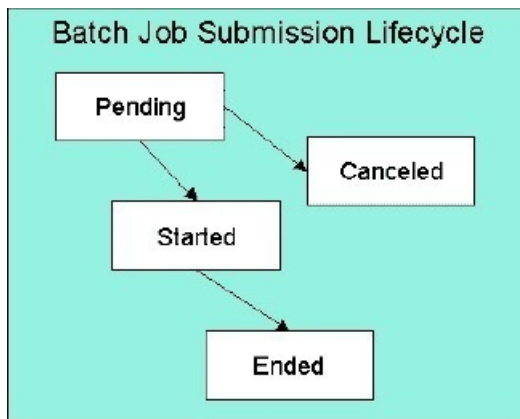 Batch Job Submission Lifecycle
Pending
Canceled
Started
Ended